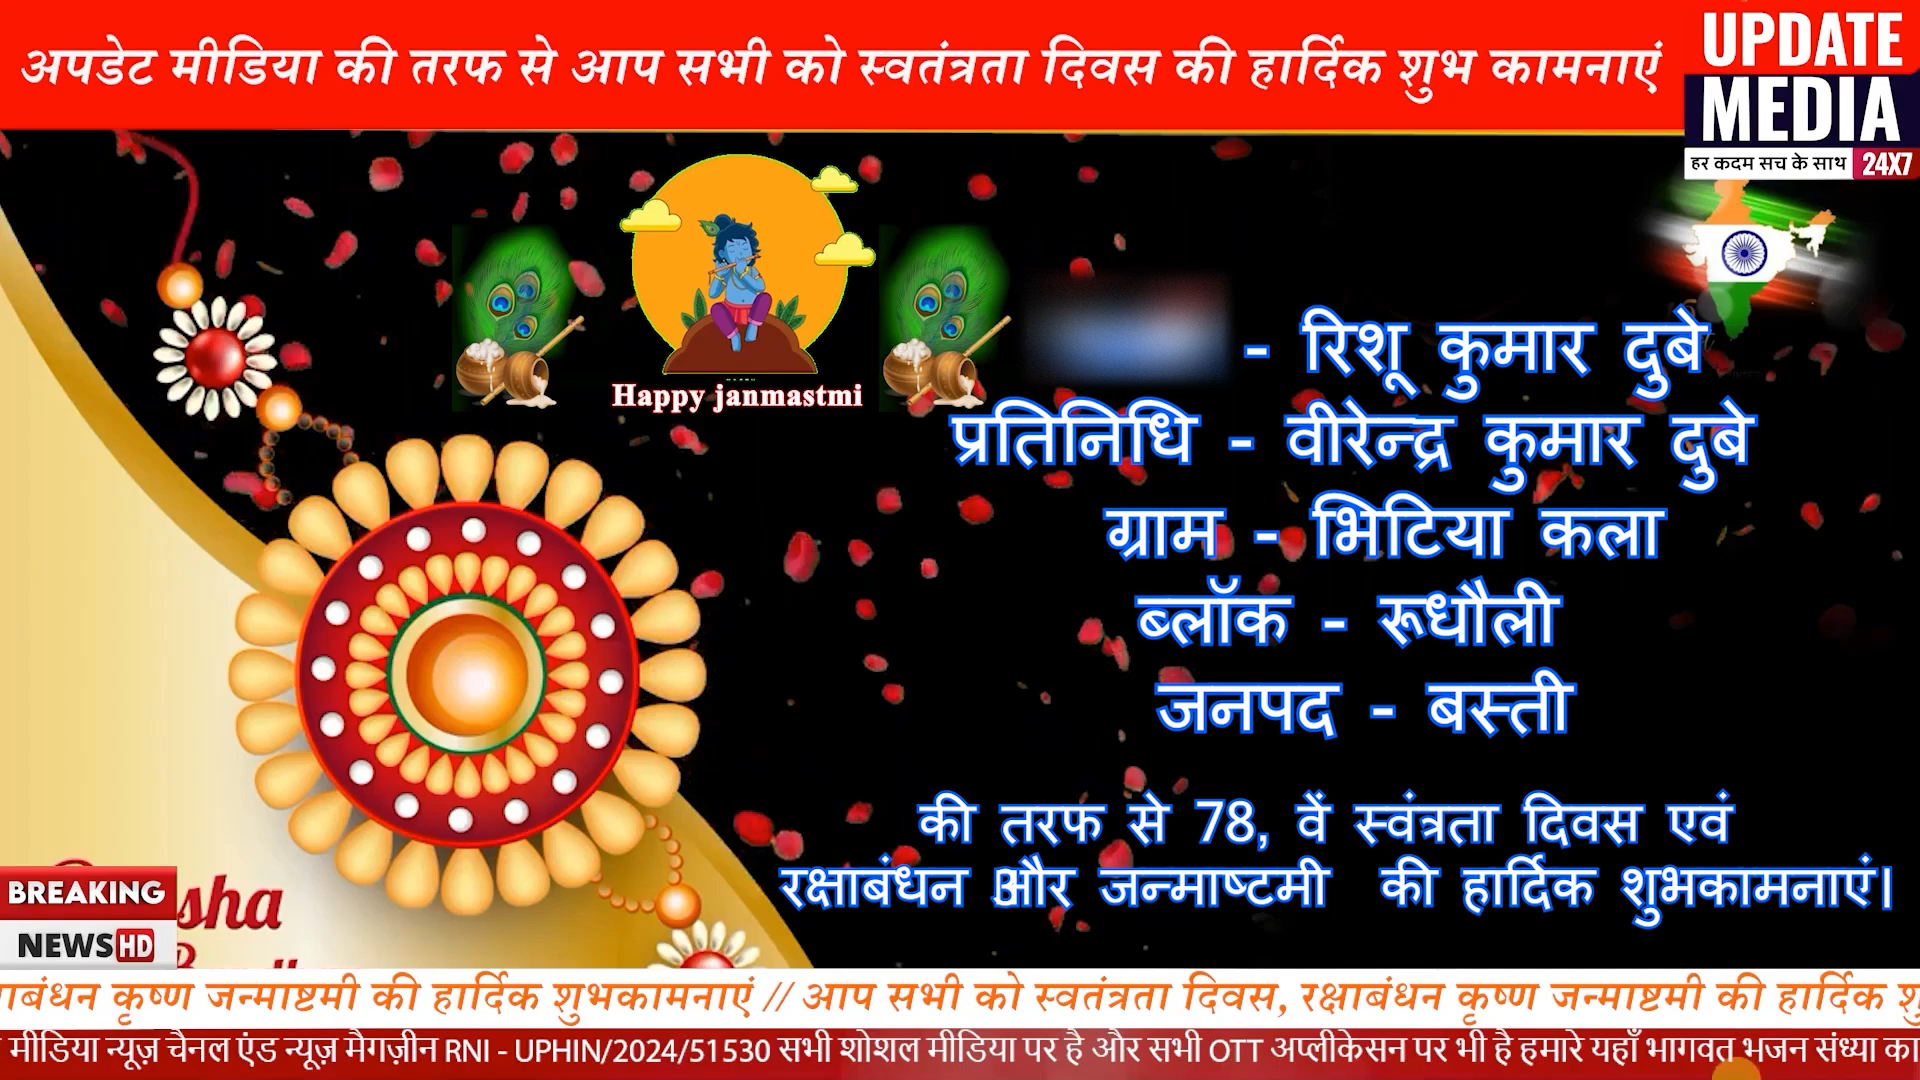 अपडेट मीडिया की तरफ से आप सभी को स्वतंत्रता दिवस की हार्दिक शुभ कामनाएं
UPDATE
MEDIA
हर कदम सच के साथ 24X7
Happy janmastmi
- रिशू कुमार दुबे
प्रतिनिधि - वीरेन्द्र कुमार दुबे
ग्राम - भिटिया कला
ब्लॉक - रूधौली
जनपद - बस्ती
की तरफ से 78, वें स्वंत्रता दिवस एवं
रक्षाबंधन और जन्माष्टमी की हार्दिक शुभकामनाएं।
BREAKING
NEWS HD
कृष्ण जन्माष्टमी की हार्दिक शुभकामनाएं // आप सभी को स्वतंत्रता दिवस, रक्षाबंधन कृष्ण जन्माष्टमी की हार्दिक
मीडिया न्यूज़ चैनल एंड न्यूज़ मैगज़ीन RNI - UPHIN/2024/51530 सभी शोशल मीडिया पर है और सभी OTT अप्लीकेसन पर भी है हमारे यहाँ भागवत भजन संध्या का